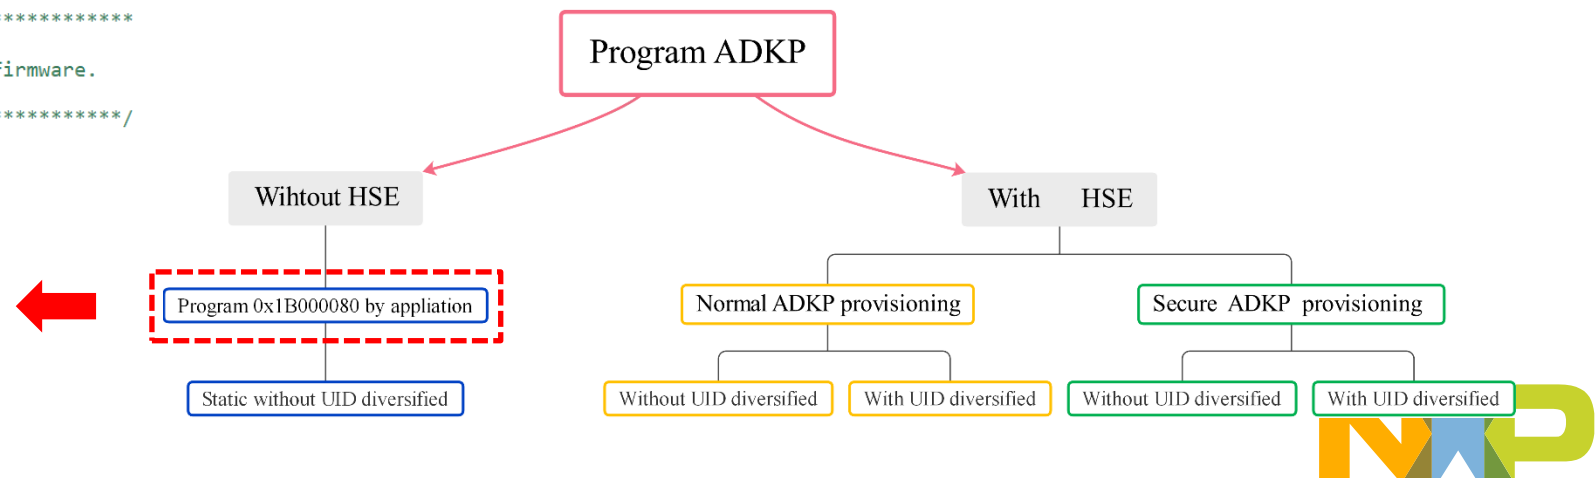 ************
firmware.
***********/
Program ADKP
Wihtout HSE
With HSE
Program 0x1B000080 by appliation
Normal ADKP provisioning
Secure ADKP provisioning
Static without UID diversified
Without UID diversified
With UID diversified
Without UID diversified
With UID diversified
NXP